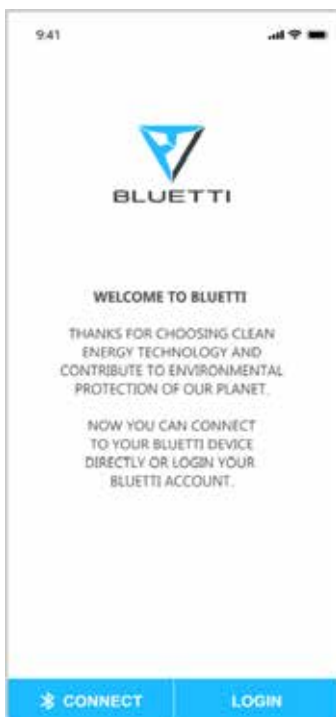 9:41
BLUETTI
WELCOME TO BLUETTI
THANKS FOR CHOOSING CLEAN
ENERGY TECHNOLOGY AND
CONTRIBUTE TO ENVIRONMENTAL
PROTECTION OF OUR PLANET.
NOW YOU CAN CONNECT
TO YOUR BLUETTI DEVICE
DIRECTLY OR LOGIN YOUR
BLUETTI ACCOUNT.
CONNECT
LOGIN